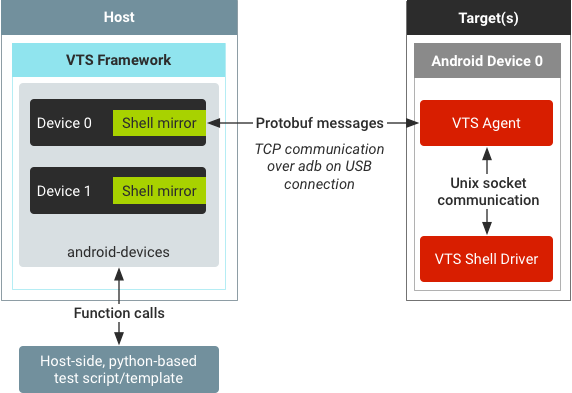 Host
VTS Framework
Device 0
Shell mirror
Device 1
Shell mirror
android-devices
Function calls
Host-side, python-based
test script/template
Protobuf messages
TCP communication
over adb on USB
connection
Target(s)
Android Device 0
VTS Agent
Unix socket
communication
VTS Shell Driver